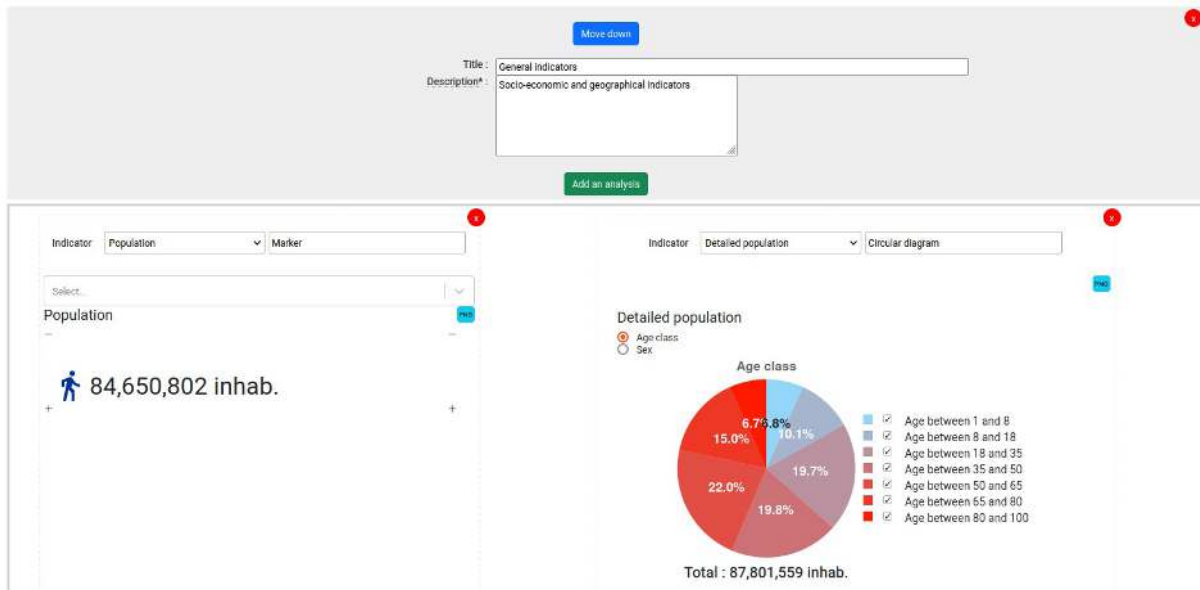 x
Move down
Title : General indicators
Description* : Socio-economic and geographical indicators
Add an analysis
x
Indicator Population Marker
Select...
Population
PNG
− −
84,650,802 inhab.
+ +
x
Indicator Detailed population Circular diagram
PNG
Detailed population
Age class
Sex
Age class
6.7% 6.8%
10.1%
15.0%
19.7%
22.0%
19.8%
Age between 1 and 8
Age between 8 and 18
Age between 18 and 35
Age between 35 and 50
Age between 50 and 65
Age between 65 and 80
Age between 80 and 100
Total : 87,801,559 inhab.